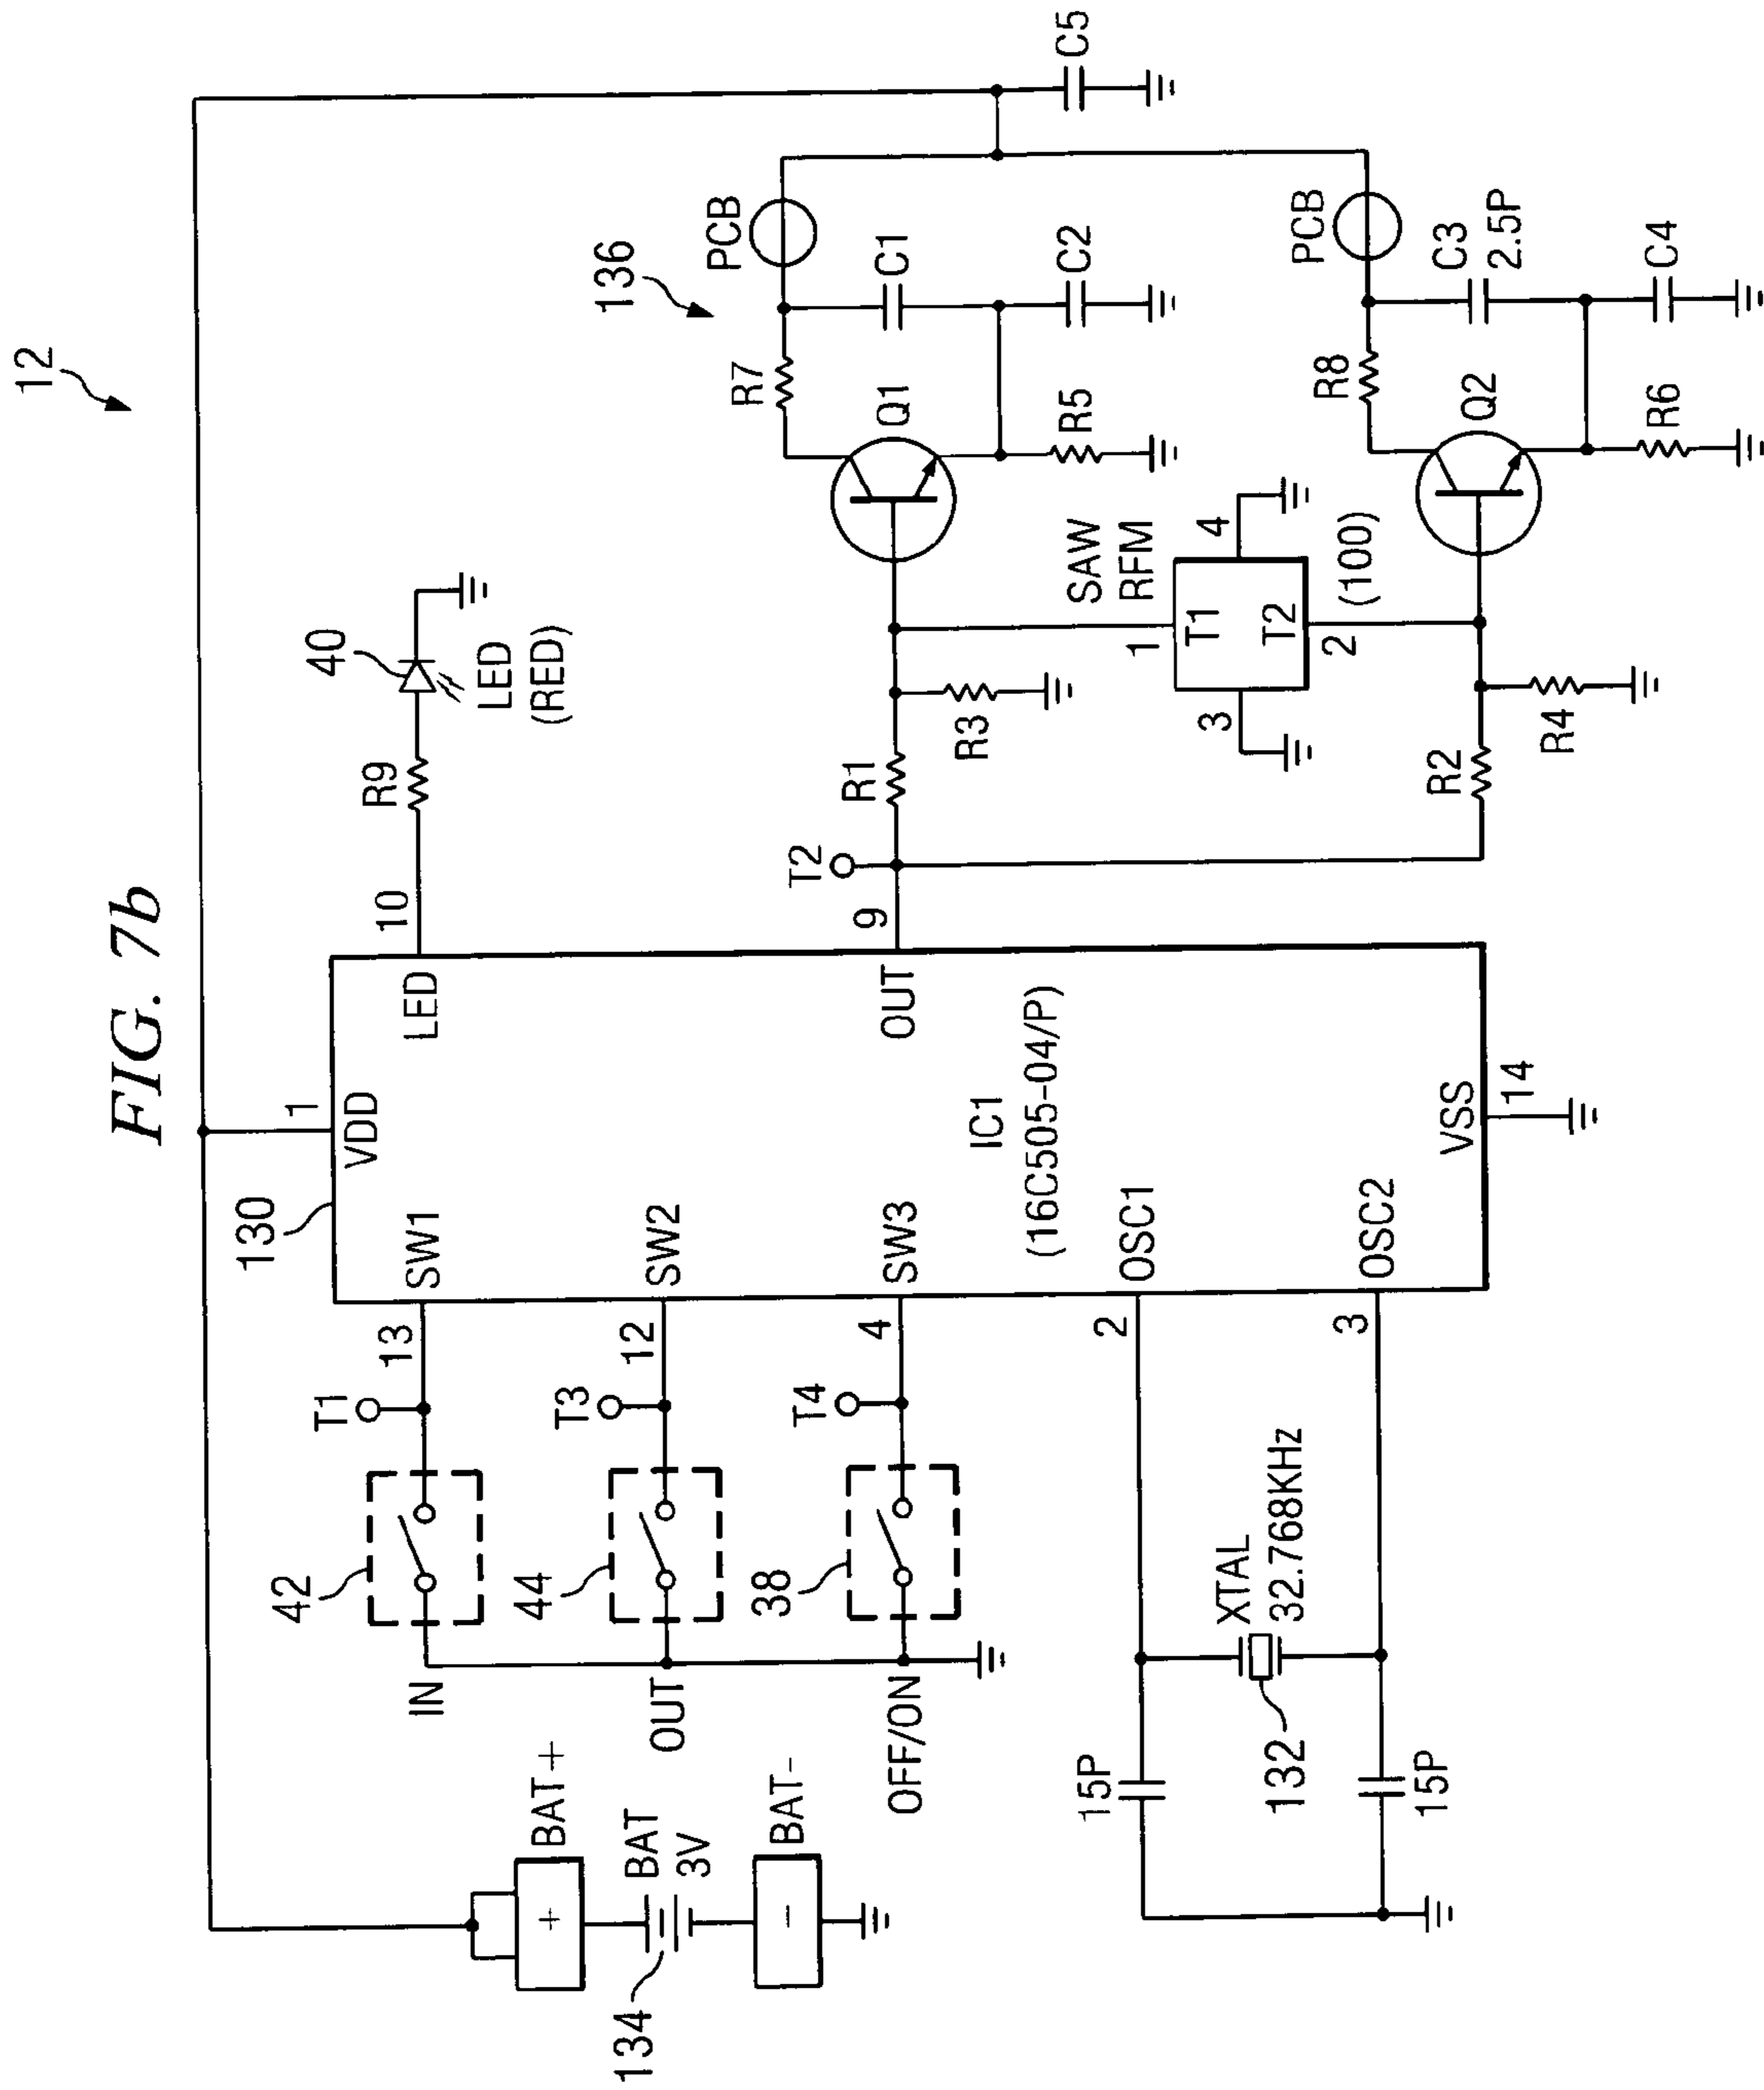 FIG. 7b
12
130
1
VDD
BAT+
+
BAT
3V
134
BAT-
-
42
IN
T1
13
SW1
44
OUT
T3
12
SW2
38
OFF/ON
T4
4
SW3
IC1
(16C505-04/P)
LED
10
R9
40
LED
(RED)
OUT
9
T2
R1
R3
136
R7
PCB
C1
Q1
C2
R5
C5
SAW
RFM
1
T1
T2
2
3
4
(100)
R2
R4
R8
PCB
C3
2.5P
Q2
C4
R6
2
OSC1
3
OSC2
15P
XTAL
32.768KHz
132
15P
VSS
14